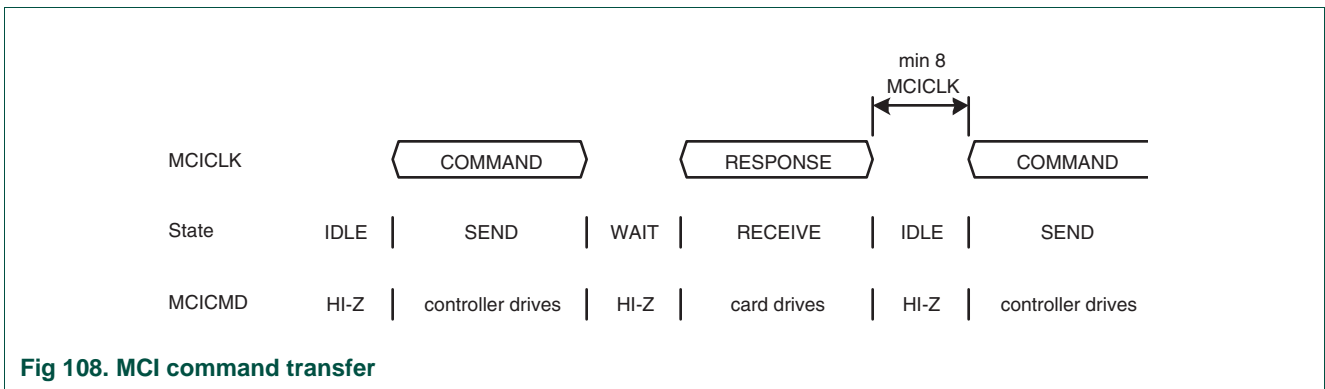 min 8
MCICLK
MCICLK COMMAND RESPONSE COMMAND
State IDLE SEND WAIT RECEIVE IDLE SEND
MCICMD HI-Z controller drives HI-Z card drives HI-Z controller drives
Fig 108. MCI command transfer